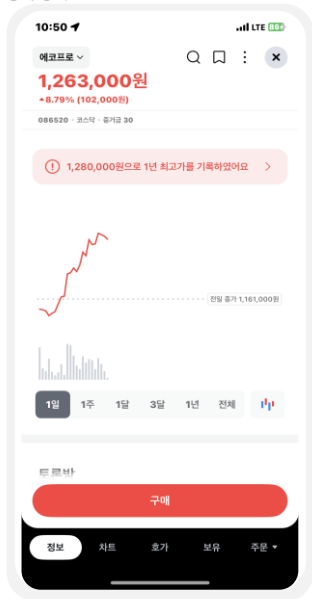 10:50
LTE 86
에코프로
1,263,000원
8.79% (102,000원)
086520 · 코스닥 · 증거금 30
1,280,000원으로 1년 최고가를 기록하였어요
전일 종가 1,161,000원
1일 1주 1달 3달 1년 전체
토론방
구매
정보 차트 호가 보유 주문